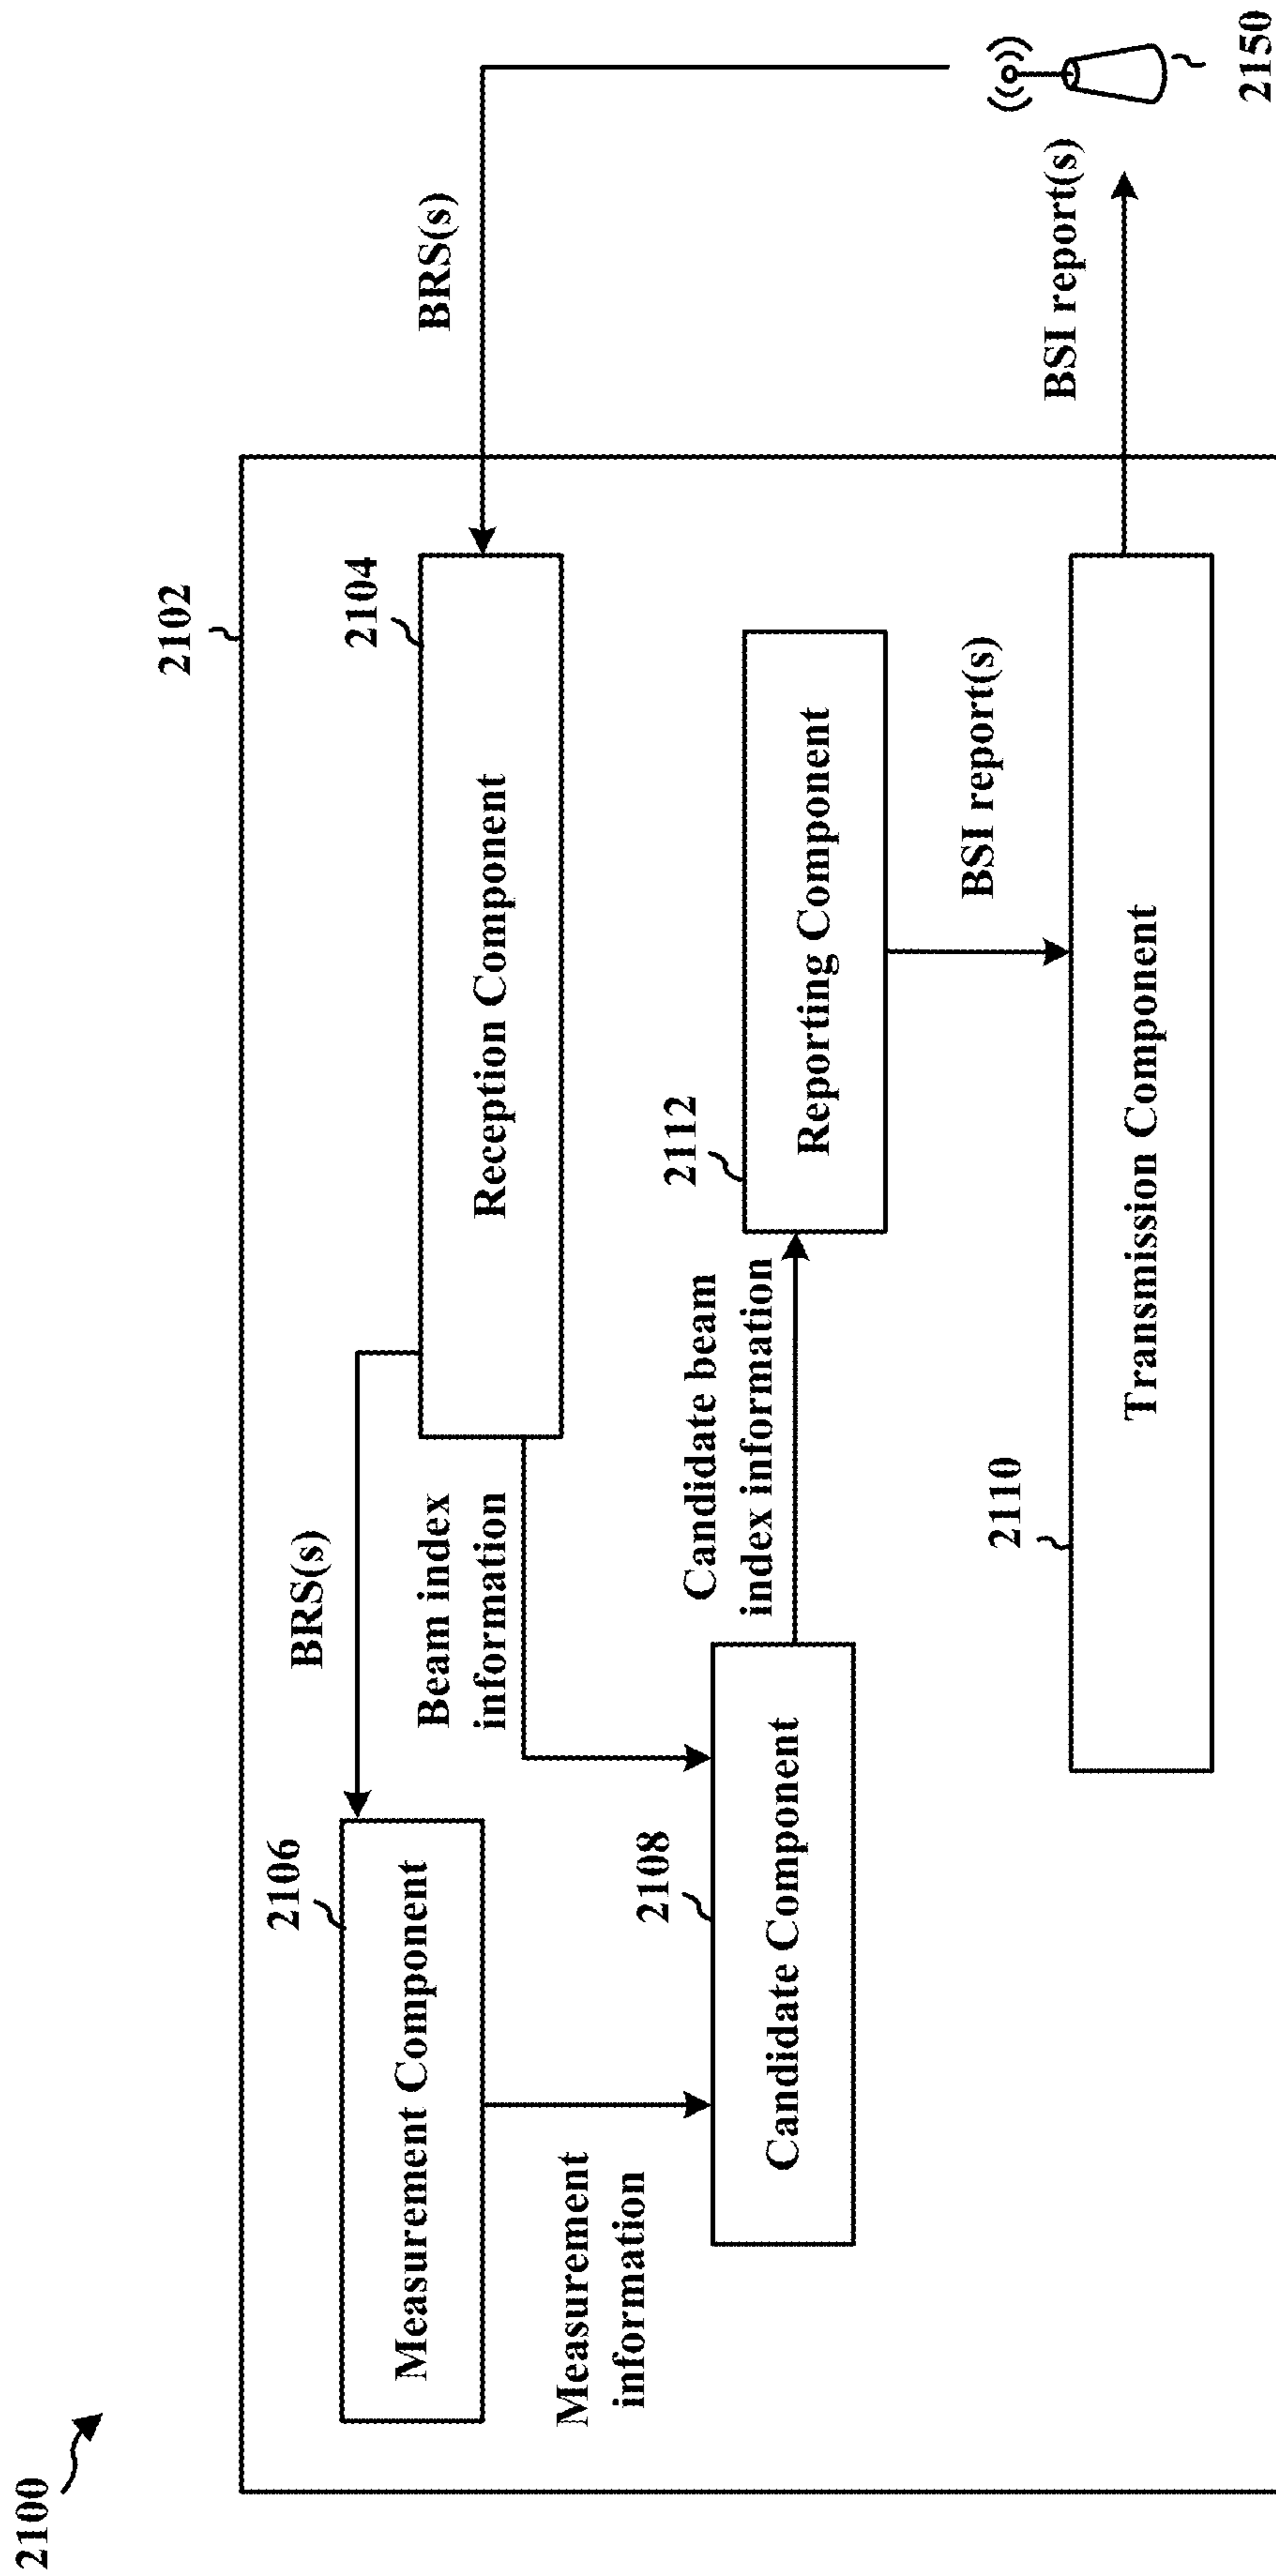 2100
2102
2106
Measurement Component
BRS(s)
2104
Reception Component
BRS(s)
Measurement
information
Beam index
information
2108
Candidate Component
Candidate beam
index information
2112
Reporting Component
BSI report(s)
2110
Transmission Component
BSI report(s)
2150